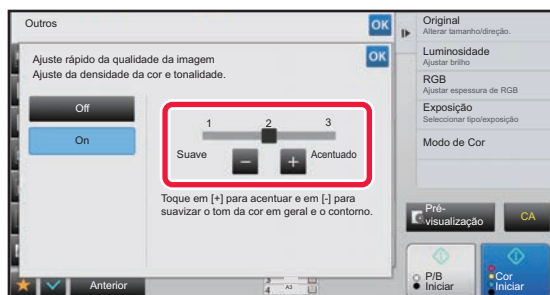 Outros
OK
Ajuste rápido da qualidade da imagem
Ajuste da densidade da cor e tonalidade.
OK
Off
On
1 2 3
Suave
Acentuado
Toque em [+] para acentuar e em [-] para
suavizar o tom da cor em geral e o contorno.
Anterior
3
4
A3
Original
Alterar tamanho/direção.
Luminosidade
Ajustar brilho
RGB
Ajustar espessura de RGB
Exposição
Seleccionar tipo/exposição
Modo de Cor
Pré-
visualização
CA
P/B
Iniciar
Cor
Iniciar